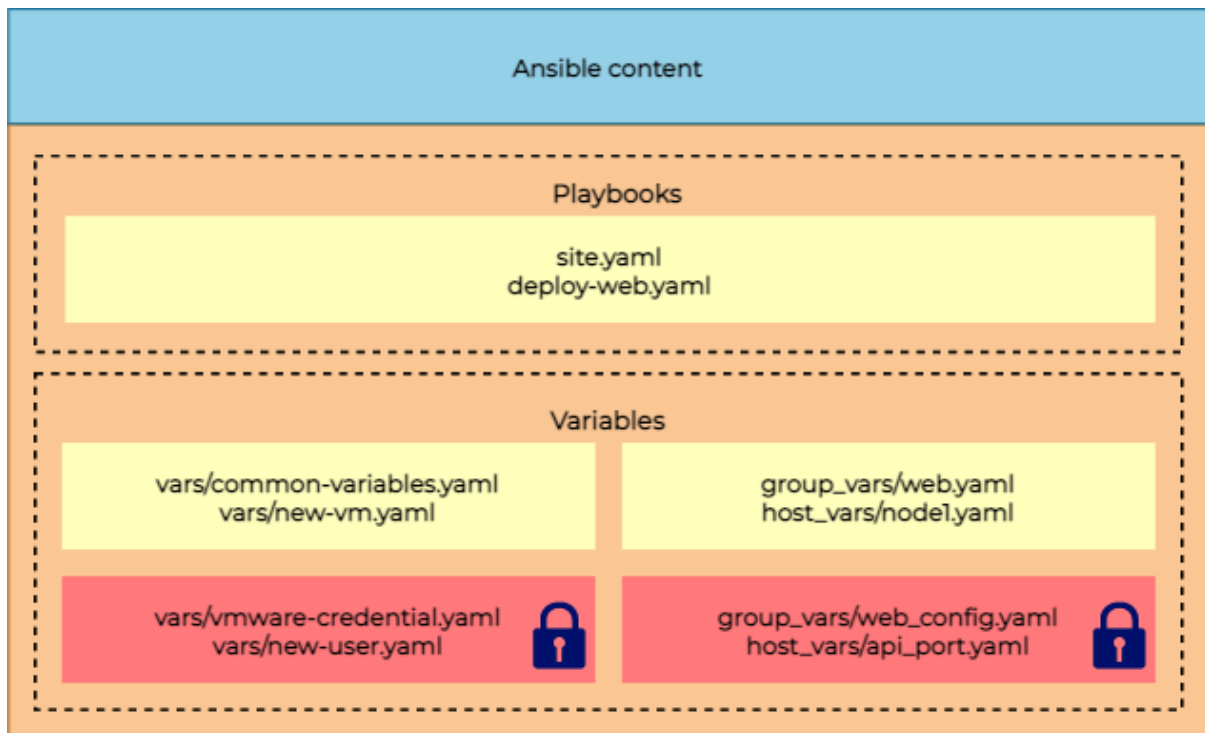 Ansible content
Playbooks
site.yaml
deploy-web.yaml
Variables
vars/common-variables.yaml
vars/new-vm.yaml
group_vars/web.yaml
host_vars/node1.yaml
vars/vmware-credential.yaml
vars/new-user.yaml
group_vars/web_config.yaml
host_vars/api_port.yaml